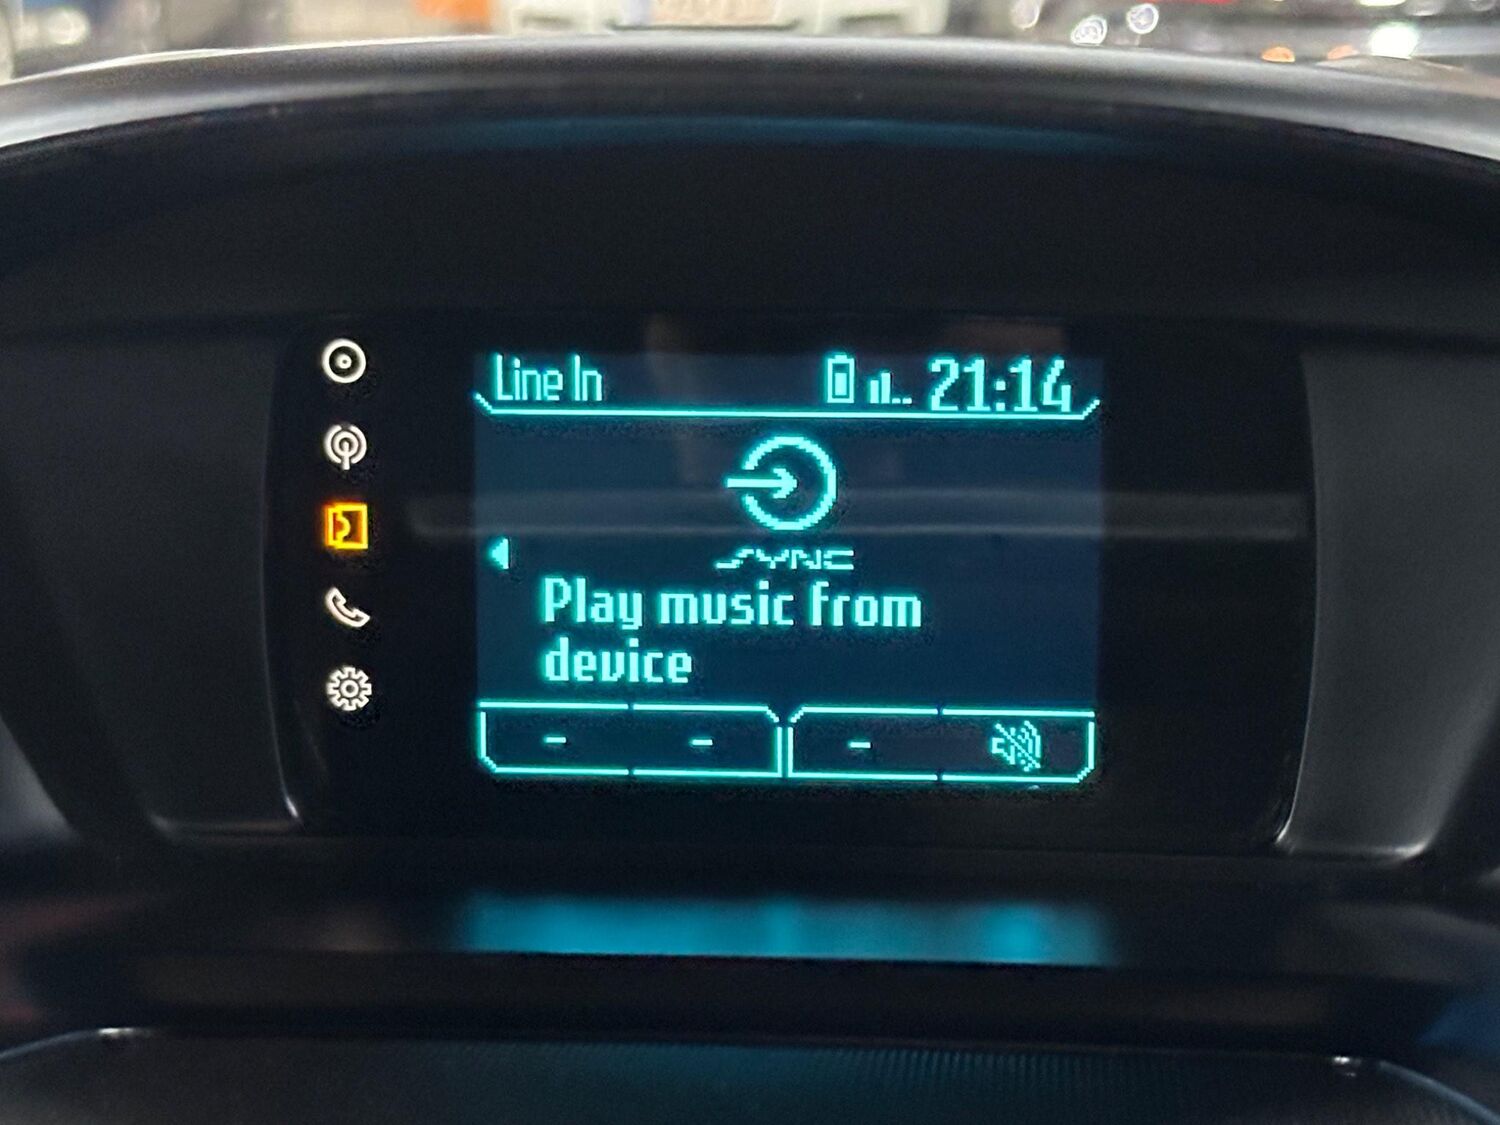 Line In 21:14
SYNC
Play music from
device
- - -